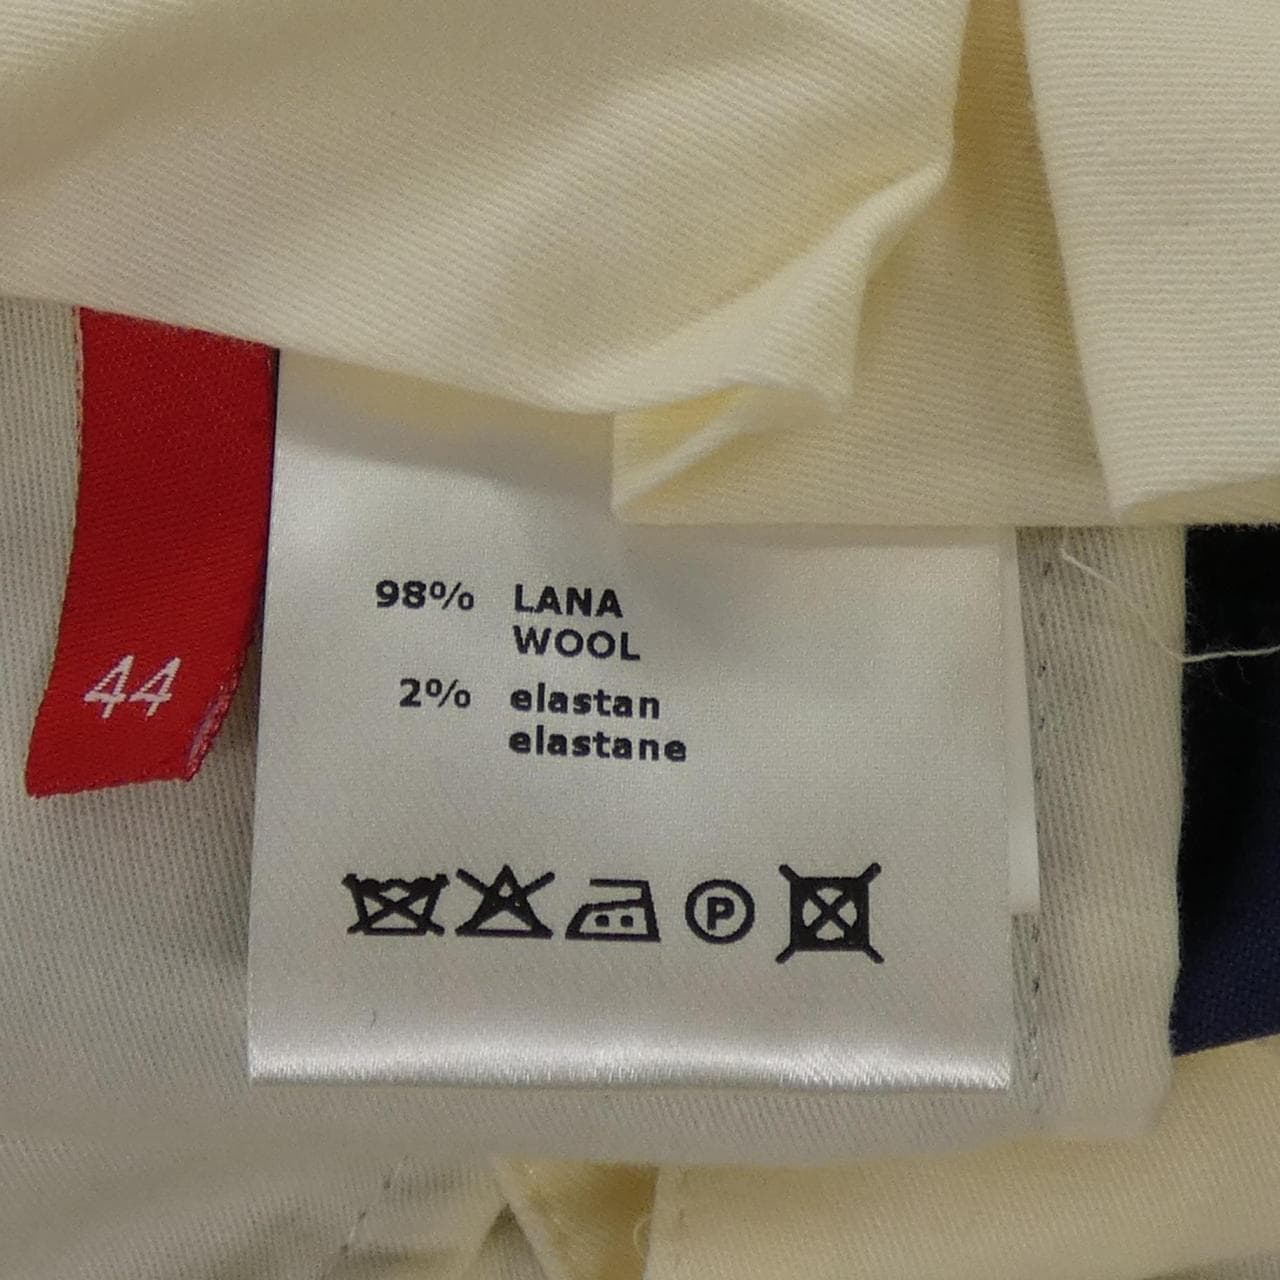 98% LANA
WOOL
2% elastan
elastane
44
P